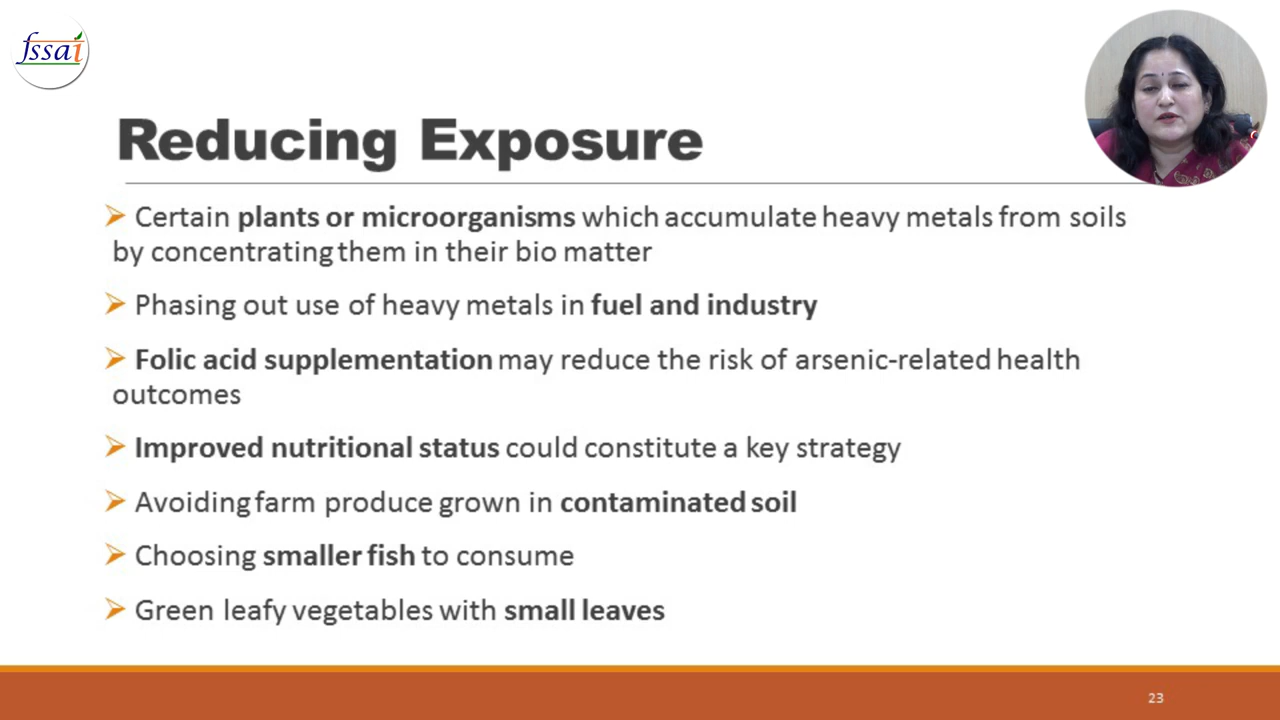 fssai
Reducing Exposure
Certain plants or microorganisms which accumulate heavy metals from soils
by concentrating them in their bio matter
Phasing out use of heavy metals in fuel and industry
Folic acid supplementation may reduce the risk of arsenic-related health
outcomes
Improved nutritional status could constitute a key strategy
Avoiding farm produce grown in contaminated soil
Choosing smaller fish to consume
Green leafy vegetables with small leaves
23